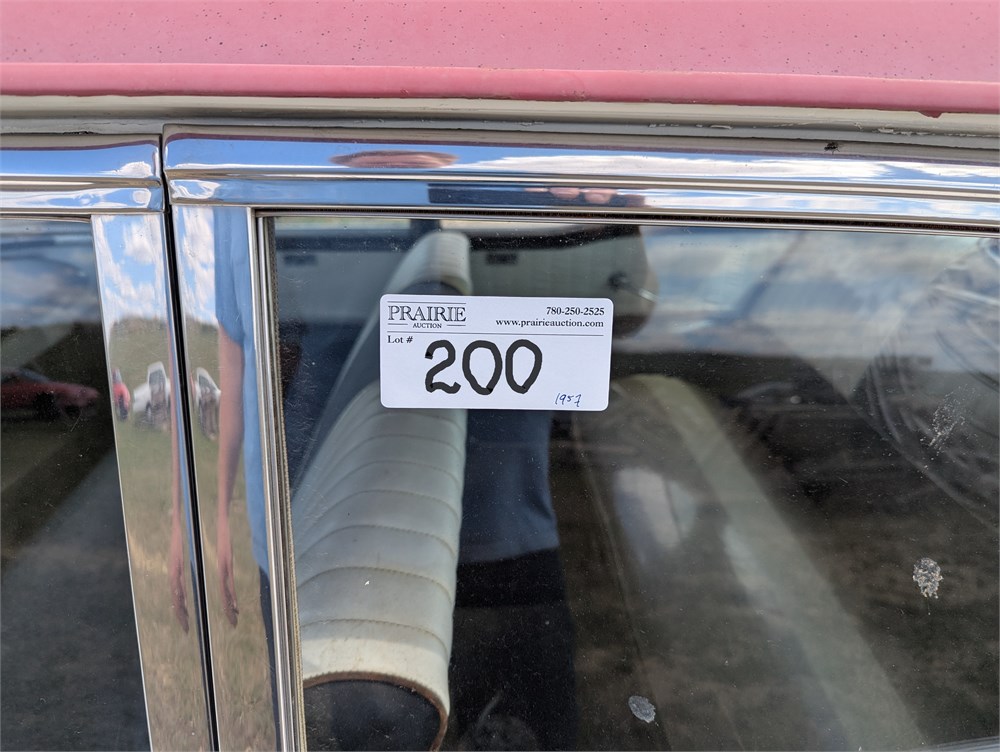 PRAIRIE
AUCTION
780-250-2525
www.prairieauction.com
Lot #
200
1957